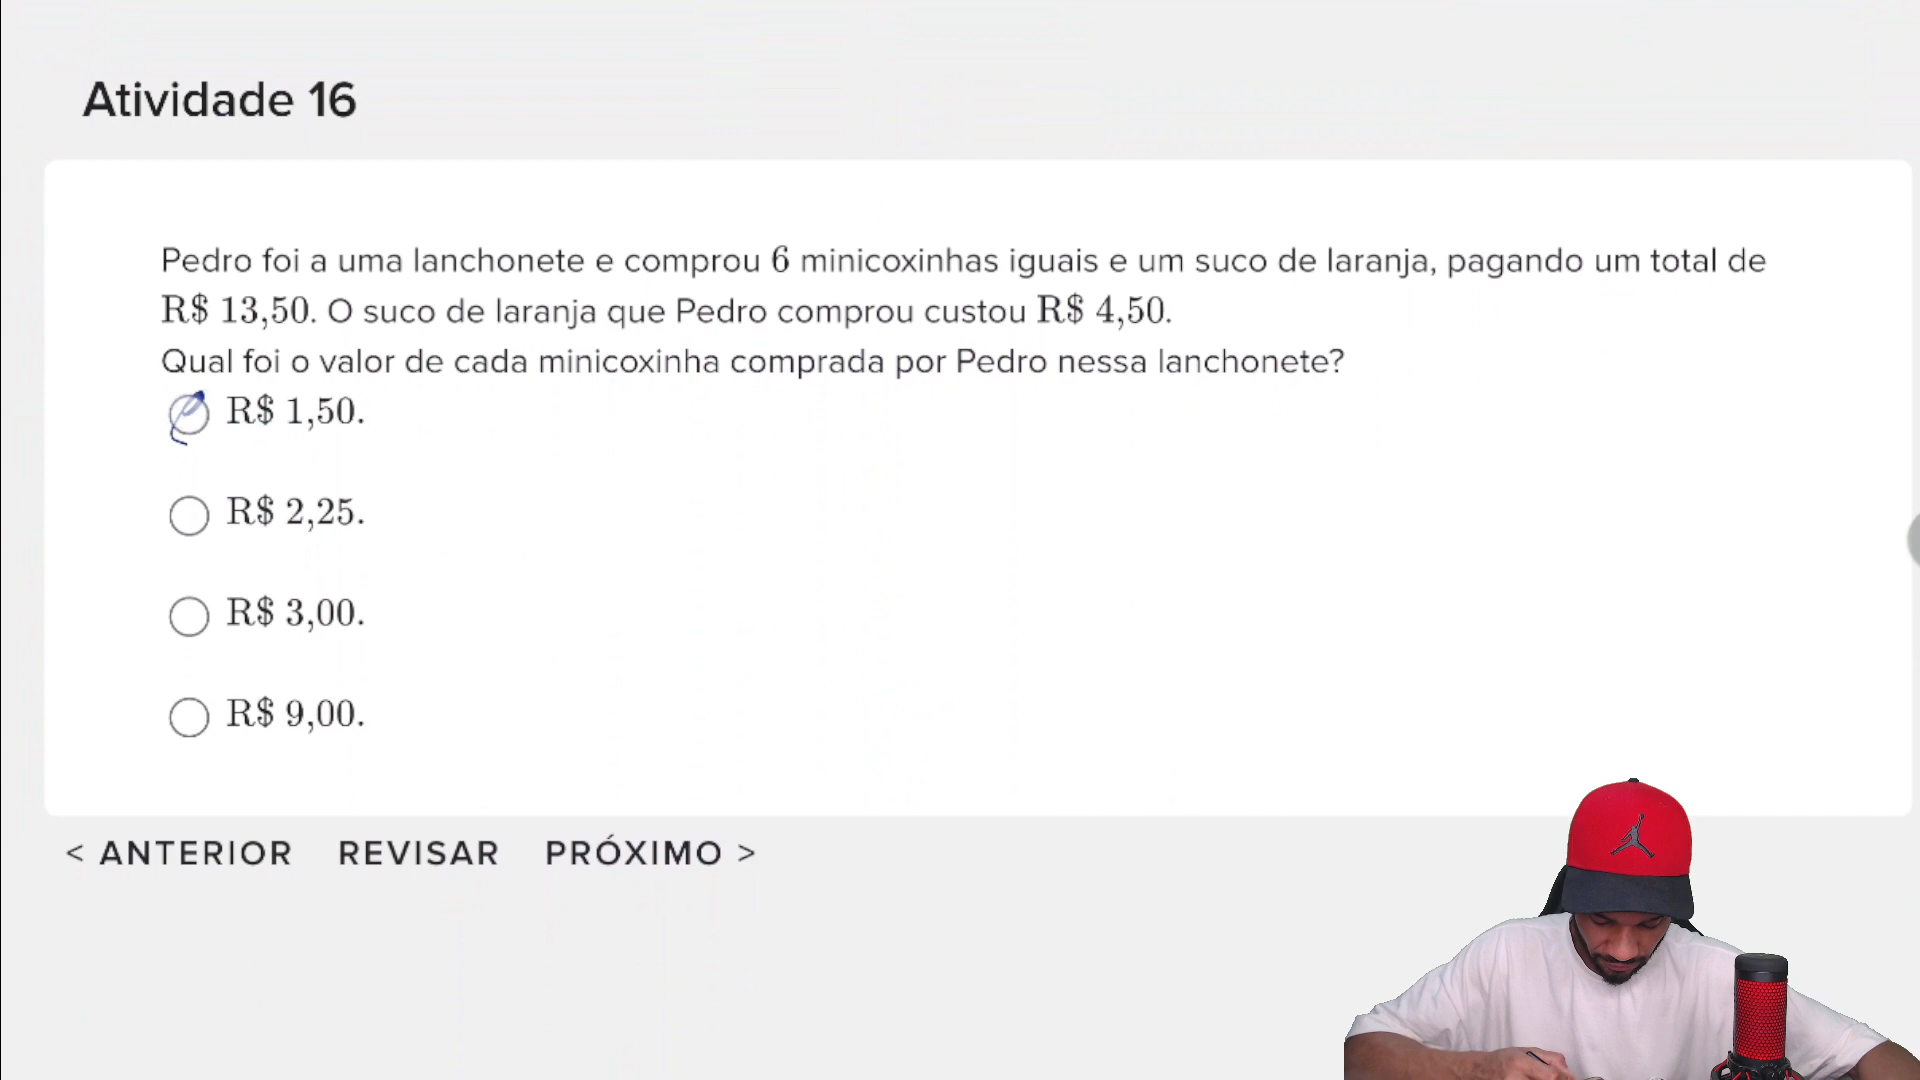 Atividade 16
Pedro foi a uma lanchonete e comprou 6 minicoxinhas iguais e um suco de laranja, pagando um total de
R$ 13,50. O suco de laranja que Pedro comprou custou R$ 4,50.
Qual foi o valor de cada minicoxinha comprada por Pedro nessa lanchonete?
R$ 1,50.
R$ 2,25.
R$ 3,00.
R$ 9,00.
< ANTERIOR REVISAR PRÓXIMO >